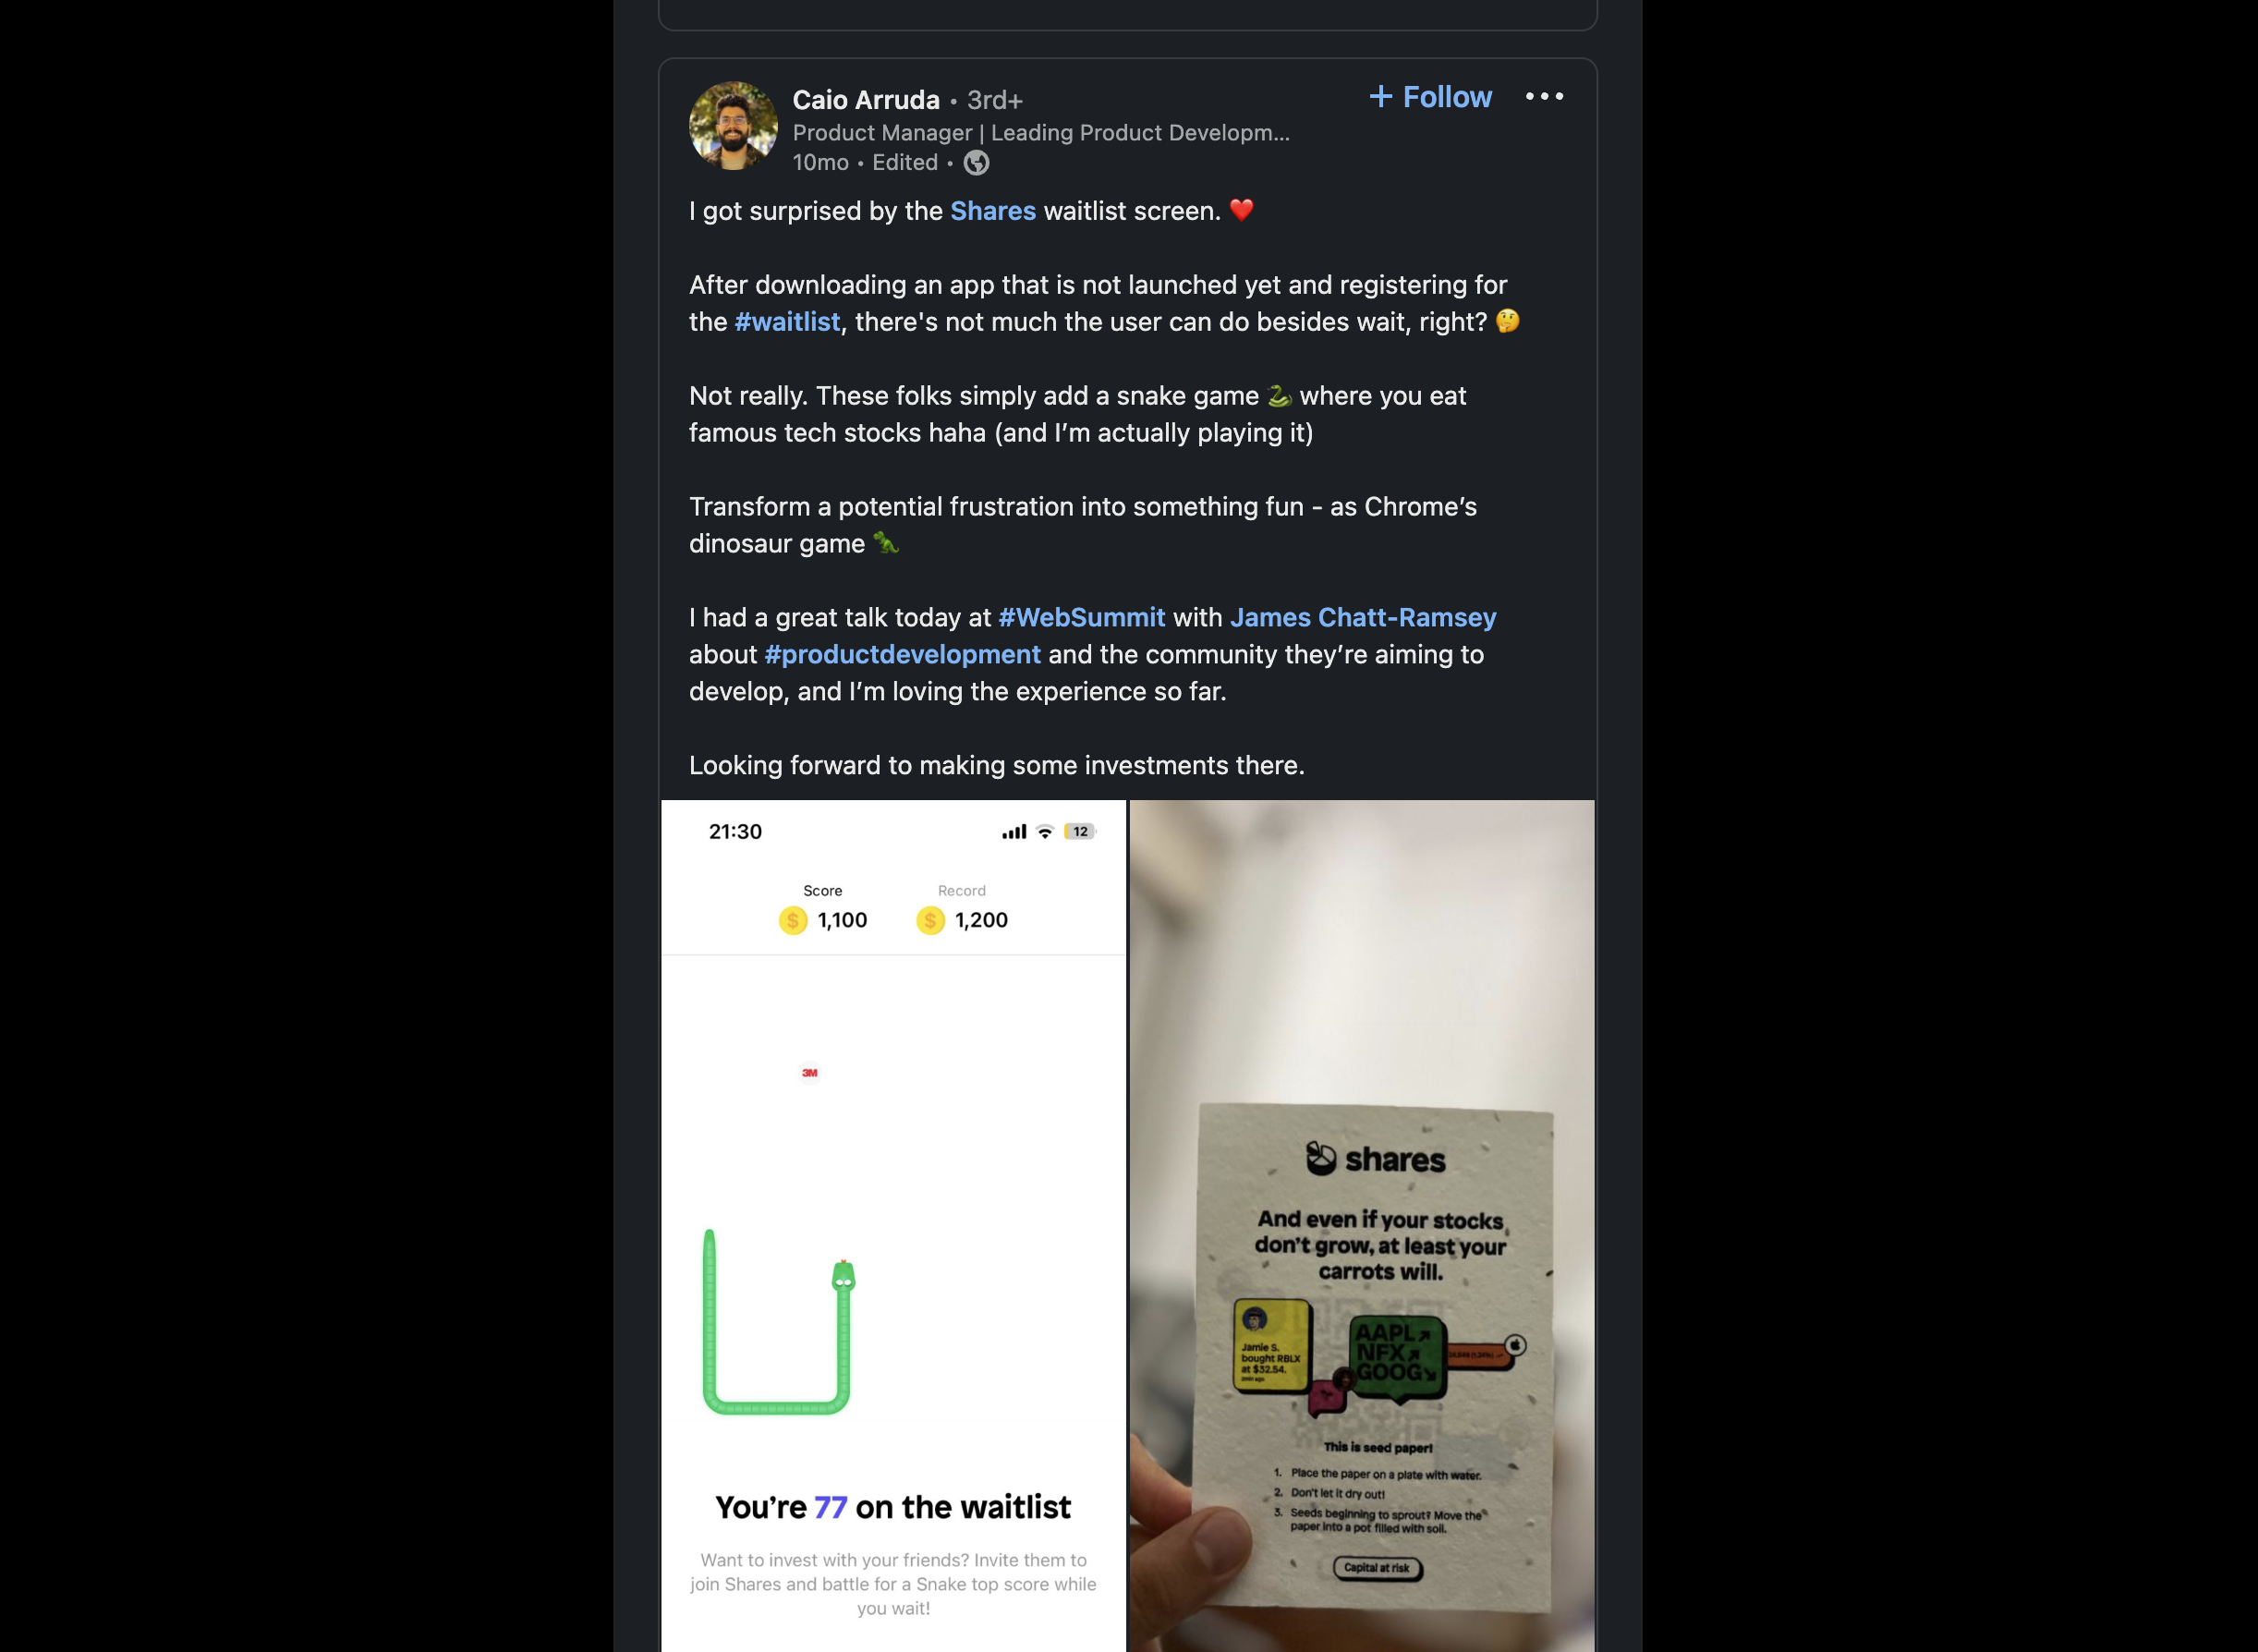 Caio Arruda • 3rd+
+ Follow
Product Manager | Leading Product Developm...
10mo • Edited •
I got surprised by the Shares waitlist screen. ❤️
After downloading an app that is not launched yet and registering for
the #waitlist, there's not much the user can do besides wait, right? 🤔
Not really. These folks simply add a snake game 🐍 where you eat
famous tech stocks haha (and I’m actually playing it)
Transform a potential frustration into something fun - as Chrome’s
dinosaur game 🦖
I had a great talk today at #WebSummit with James Chatt-Ramsey
about #productdevelopment and the community they’re aiming to
develop, and I’m loving the experience so far.
Looking forward to making some investments there.
21:30
12
Score
Record
$ 1,100
$ 1,200
3M
You’re 77 on the waitlist
Want to invest with your friends? Invite them to
join Shares and battle for a Snake top score while
you wait!
shares
And even if your stocks
don’t grow, at least your
carrots will.
Jamie S.
bought RBLX
at $32.54.
AAPL↗
NFX↗
GOOG↘
This is seed paper!
1. Place the paper on a plate with water.
2. Don't let it dry out!
3. Seeds beginning to sprout? Move the
paper into a pot filled with soil.
Capital at risk